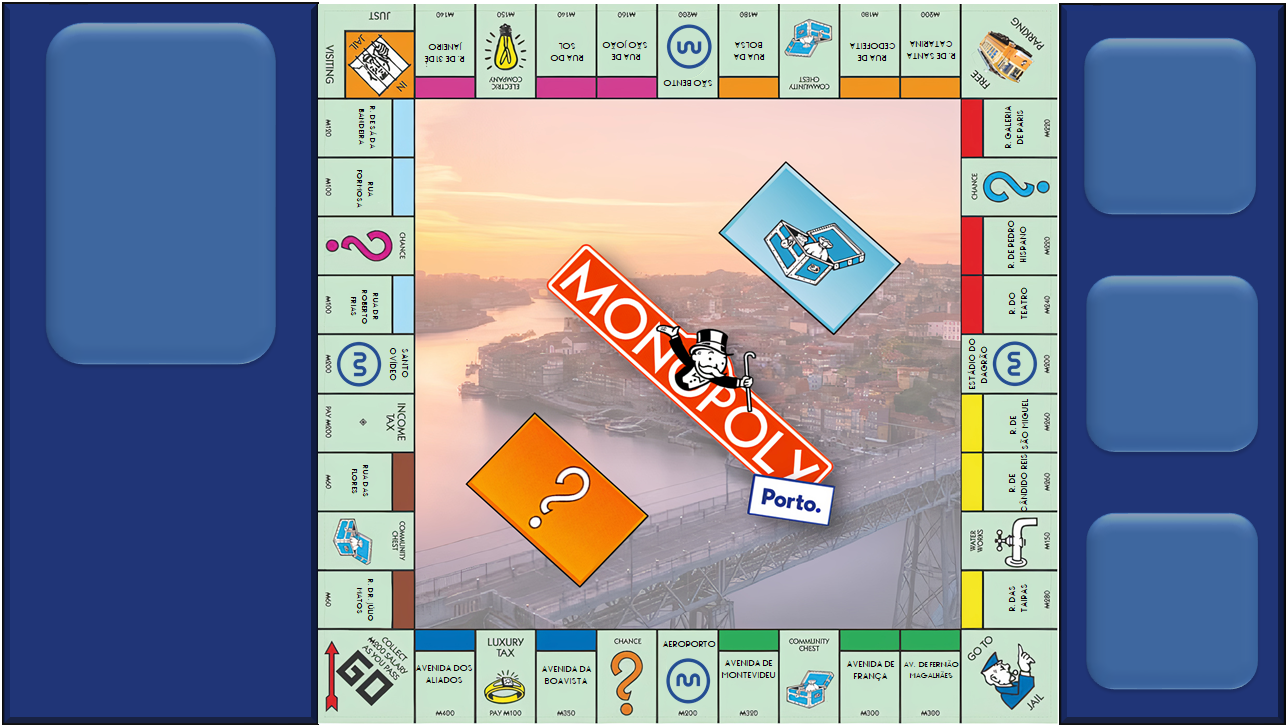 JUST
VISITING
IN
JAIL
R. DE 31 DE
JANEIRO
M140
ELECTRIC
COMPANY
M150
RUA DO
SOL
M140
RUA DE
SÃO JOÃO
M160
SÃO BENTO
M200
RUA DA
BOLSA
M180
COMMUNITY
CHEST
RUA DE
CEDOFEITA
M180
R. DE SANTA
CATARINA
M200
FREE
PARKING
R. GALERIA
DE PARIS
M220
CHANCE
R. DE PEDRO
HISPANO
M220
R. DO
TEATRO
M240
ESTÁDIO DO
DAGRÃO
M200
R. DE
SÃO MIGUEL
M260
R. DE
CÂNDIDO REIS
M260
WATER
WORKS
M150
R. DAS
TAIPAS
M280
GO TO
JAIL
AV. DE FERNÃO
MAGALHÃES
M300
AVENIDA DE
FRANÇA
M300
COMMUNITY
CHEST
AVENIDA DE
MONTEVIDEU
M320
AEROPORTO
M200
CHANCE
AVENIDA DA
BOAVISTA
M350
LUXURY
TAX
PAY M100
AVENIDA DOS
ALIADOS
M400
COLLECT
M200 SALARY
AS YOU PASS
GO
R. DR. JÚLIO
MATOS
M60
COMMUNITY
CHEST
RUA DAS
FLORES
M60
INCOME
TAX
PAY M200
SANTO
OVÍDEO
M200
RUA DR
ROBERTO
FRIAS
M100
CHANCE
RUA
FORMOSA
M100
R. DE SÁ DA
BANDEIRA
M120
MONOPOLY
Porto.